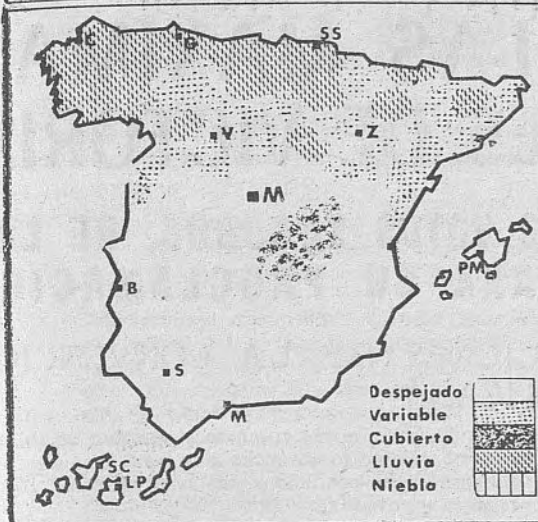 C
G
SS
V
Z
M
PM
B
S
M
SC
LP
Despejado
Variable
Cubierto
Lluvia
Niebla